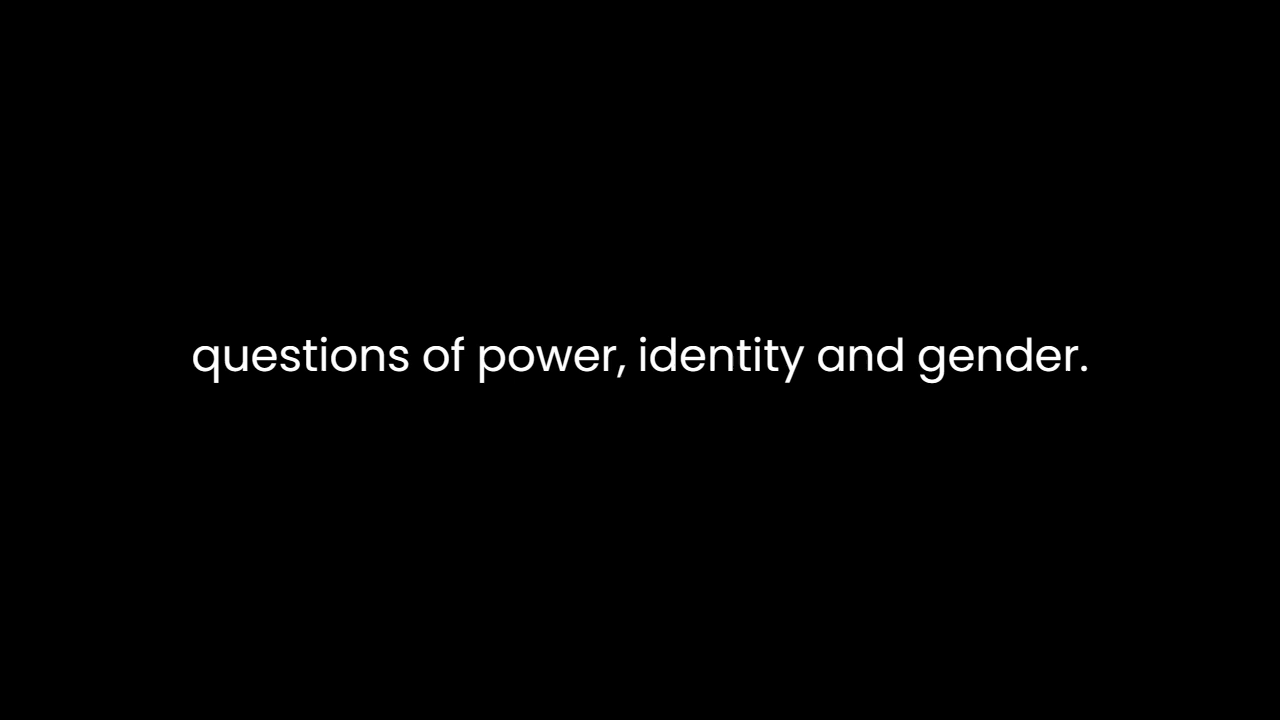 questions of power, identity and gender.